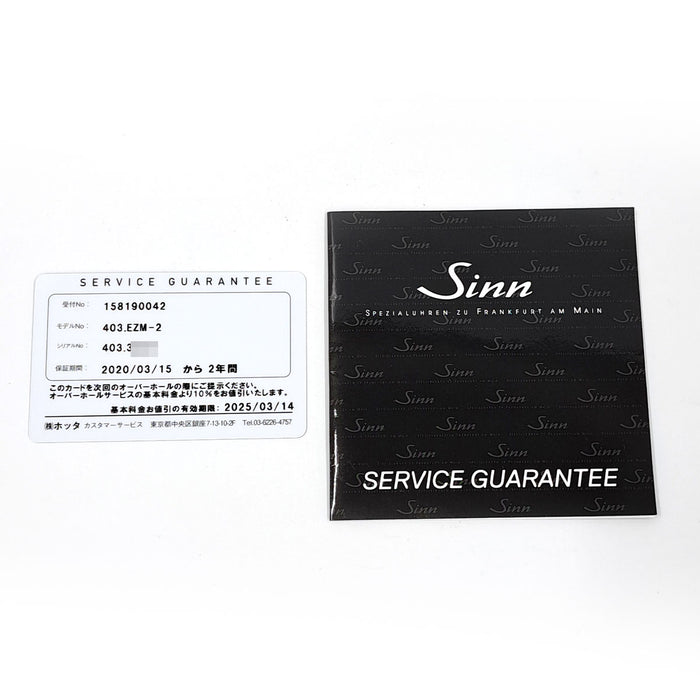 SERVICE GUARANTEE
受付No: 158190042
モデルNo: 403.EZM-2
シリアルNo: 403.3
保証期間: 2020/03/15 から 2年間
このカードを次回のオーバーホールの際にご提示ください。
オーバーホールサービスの基本料金より10%をお値引いたします。
基本料金お値引の有効期限: 2025/03/14
㈱ホッタ カスタマーサービス 東京都中央区銀座7-13-10-2F Tel.03-6226-4757
Sinn
SPEZIALUHREN ZU FRANKFURT AM MAIN
SERVICE GUARANTEE